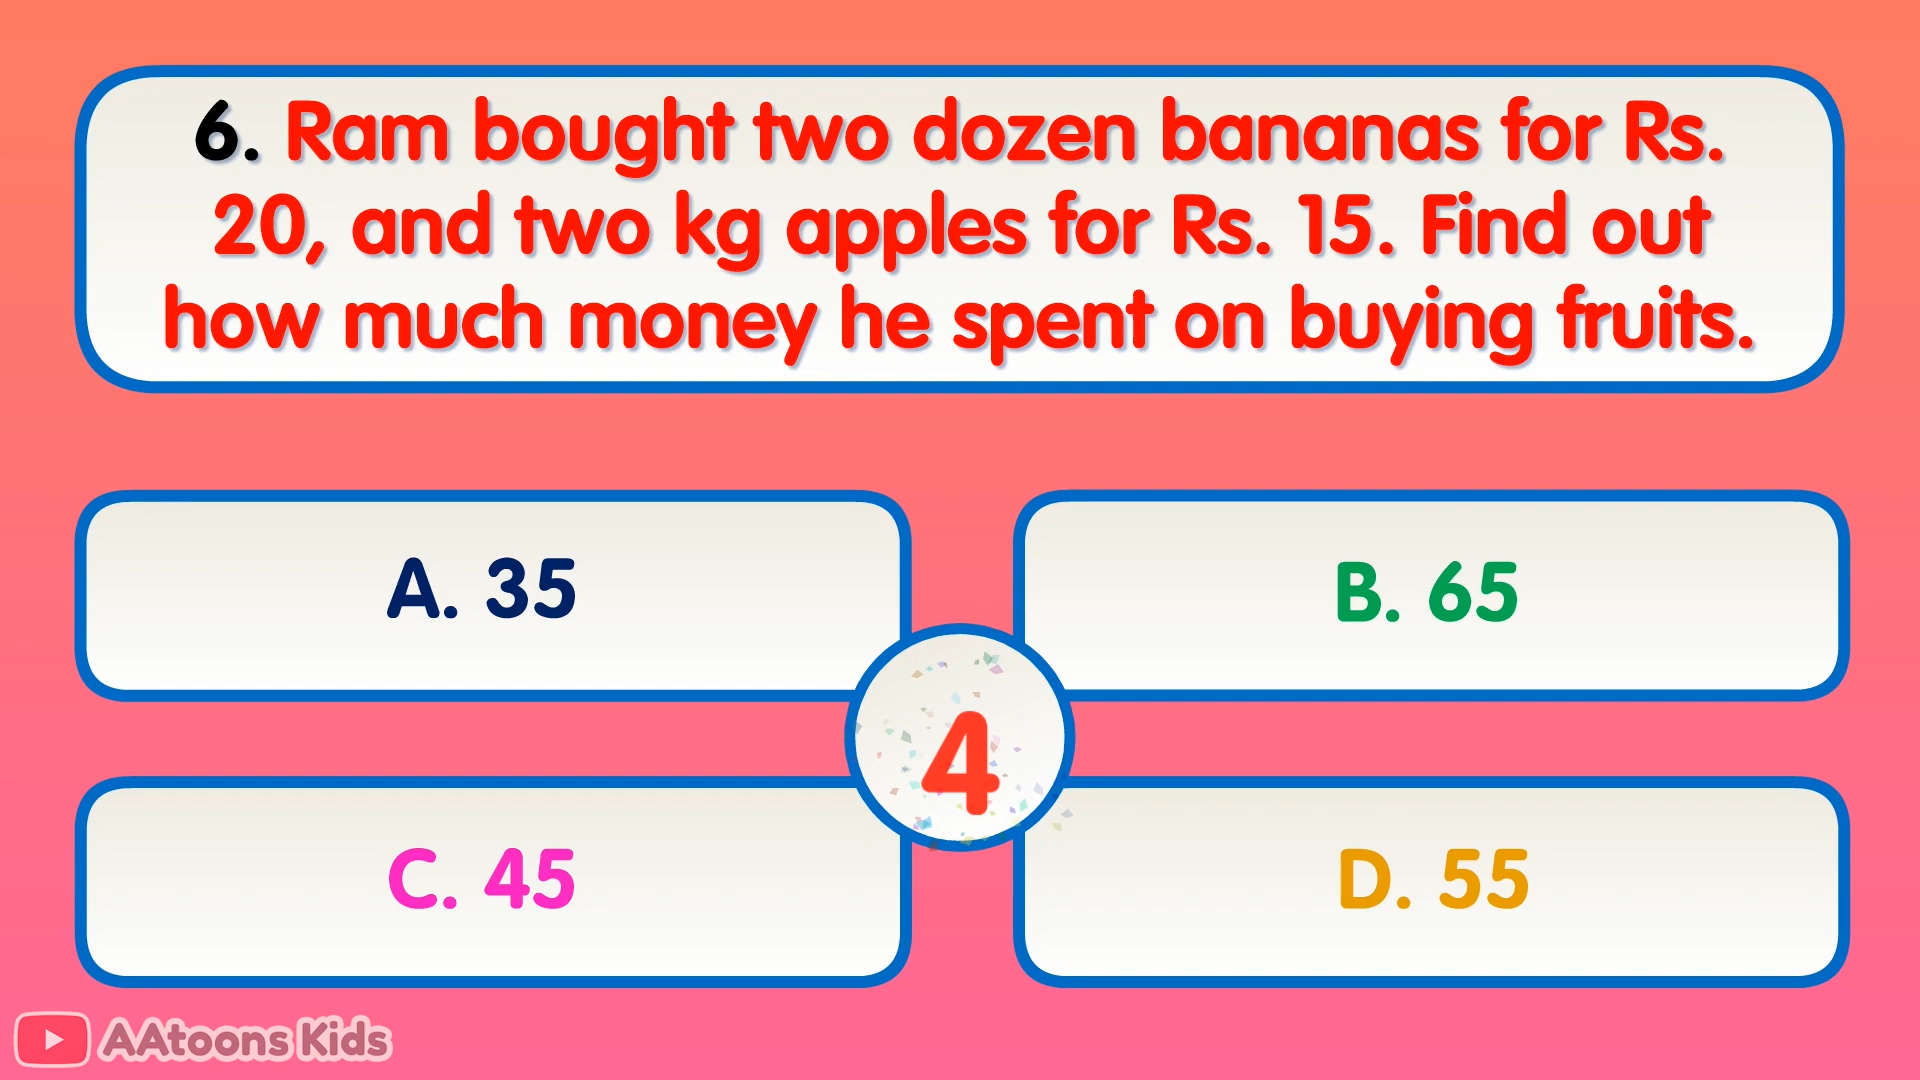 6. Ram bought two dozen bananas for Rs.
20, and two kg apples for Rs. 15. Find out
how much money he spent on buying fruits.
A. 35
B. 65
4
C. 45
D. 55
AAtoons Kids